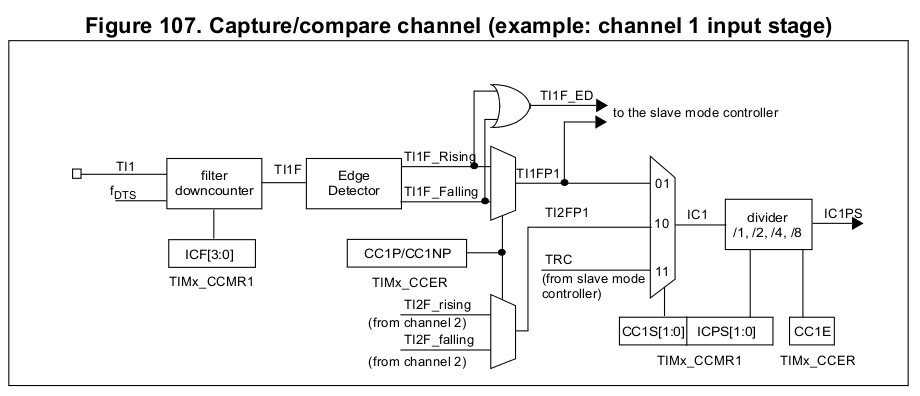 Figure 107. Capture/compare channel (example: channel 1 input stage)
TI1F_ED
to the slave mode controller
TI1
fDTS
filter
downcounter
TI1F
Edge
Detector
TI1F_Rising
TI1F_Falling
TI1FP1
01
TI2FP1
10
IC1
divider
/1, /2, /4, /8
IC1PS
ICF[3:0]
TIMx_CCMR1
CC1P/CC1NP
TIMx_CCER
TRC
11
(from slave mode
controller)
TI2F_rising
(from channel 2)
TI2F_falling
(from channel 2)
CC1S[1:0]
ICPS[1:0]
CC1E
TIMx_CCMR1
TIMx_CCER